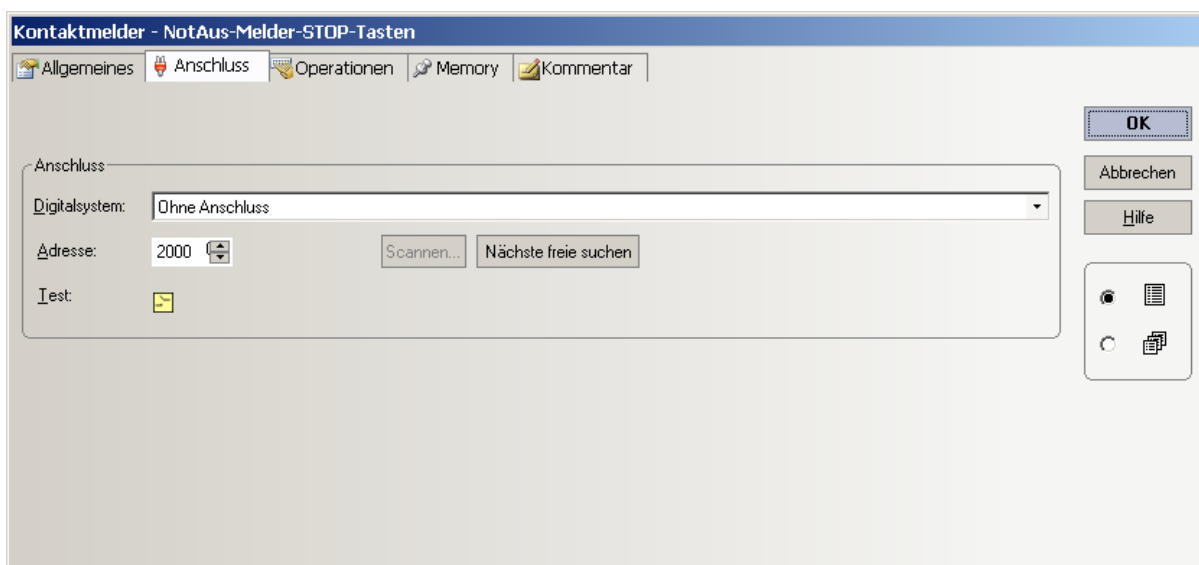 Kontaktmelder - NotAus-Melder-STOP-Tasten
Allgemeines Anschluss Operationen Memory Kommentar
OK
Anschluss
Abbrechen
Digitalsystem: Ohne Anschluss
Hilfe
Adresse: 2000 Scannen... Nächste freie suchen
Test: